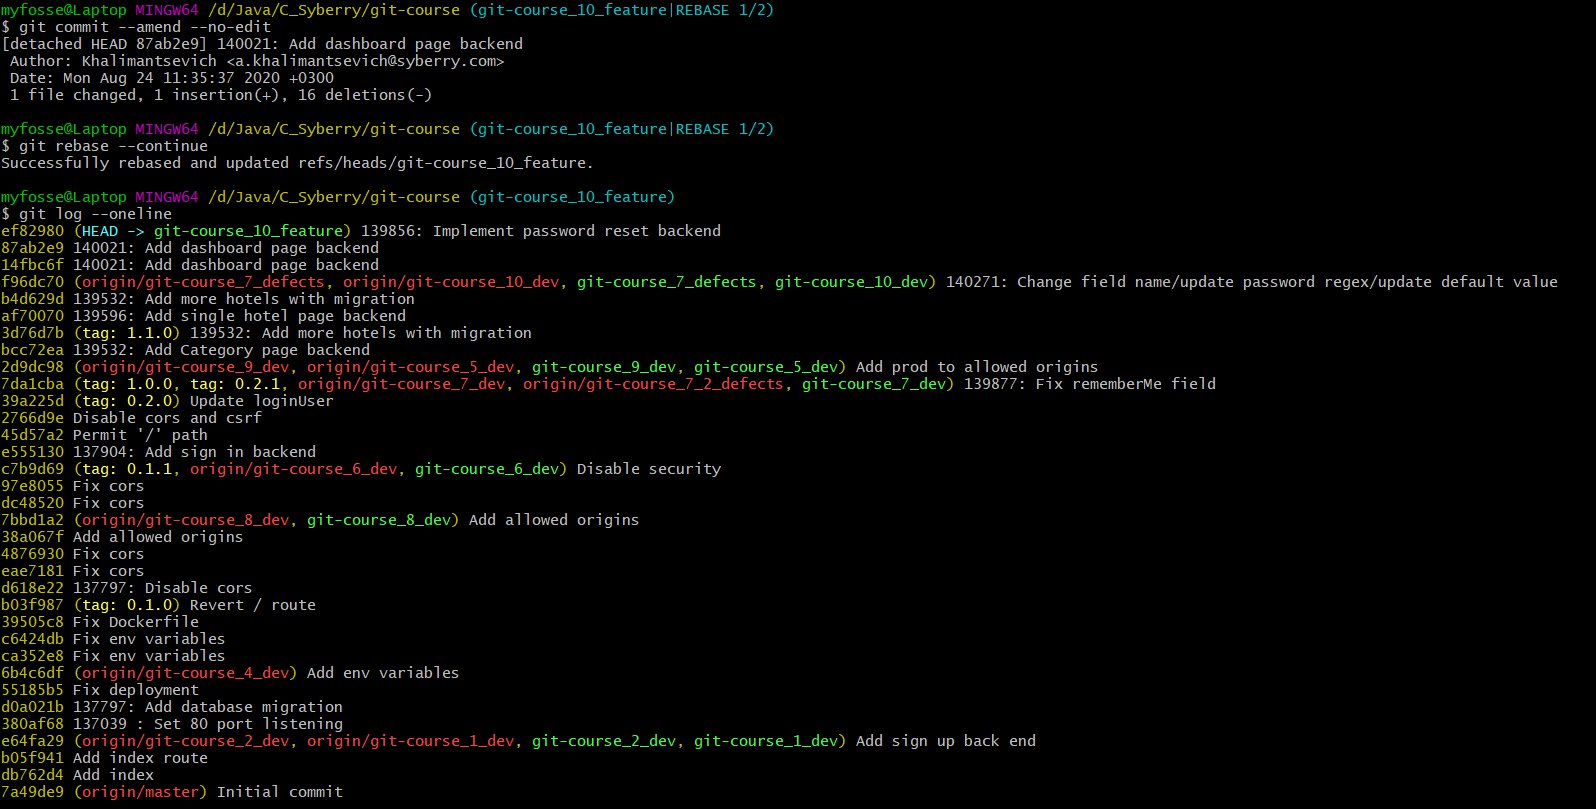 myfosse@Laptop MINGW64 /d/Java/C_Syberry/git-course (git-course_10_feature|REBASE 1/2)
$ git commit --amend --no-edit
[detached HEAD 87ab2e9] 140021: Add dashboard page backend
 Author: Khalimantsevich <a.khalimantsevich@syberry.com>
 Date: Mon Aug 24 11:35:37 2020 +0300
 1 file changed, 1 insertion(+), 16 deletions(-)

myfosse@Laptop MINGW64 /d/Java/C_Syberry/git-course (git-course_10_feature|REBASE 1/2)
$ git rebase --continue
Successfully rebased and updated refs/heads/git-course_10_feature.

myfosse@Laptop MINGW64 /d/Java/C_Syberry/git-course (git-course_10_feature)
$ git log --oneline
ef82980 (HEAD -> git-course_10_feature) 139856: Implement password reset backend
87ab2e9 140021: Add dashboard page backend
14fbc6f 140021: Add dashboard page backend
f96dc70 (origin/git-course_7_defects, origin/git-course_10_dev, git-course_7_defects, git-course_10_dev) 140271: Change field name/update password regex/update default value
b4d629d 139532: Add more hotels with migration
af70070 139596: Add single hotel page backend
3d76d7b (tag: 1.1.0) 139532: Add more hotels with migration
bcc72ea 139532: Add Category page backend
2d9dc98 (origin/git-course_9_dev, origin/git-course_5_dev, git-course_9_dev, git-course_5_dev) Add prod to allowed origins
7da1cba (tag: 1.0.0, tag: 0.2.1, origin/git-course_7_dev, origin/git-course_7_2_defects, git-course_7_dev) 139877: Fix rememberMe field
39a225d (tag: 0.2.0) Update loginUser
2766d9e Disable cors and csrf
45d57a2 Permit '/' path
e555130 137904: Add sign in backend
c7b9d69 (tag: 0.1.1, origin/git-course_6_dev, git-course_6_dev) Disable security
97e8055 Fix cors
dc48520 Fix cors
7bbd1a2 (origin/git-course_8_dev, git-course_8_dev) Add allowed origins
38a067f Add allowed origins
4876930 Fix cors
eae7181 Fix cors
d618e22 137797: Disable cors
b03f987 (tag: 0.1.0) Revert / route
39505c8 Fix Dockerfile
c6424db Fix env variables
ca352e8 Fix env variables
6b4c6df (origin/git-course_4_dev) Add env variables
55185b5 Fix deployment
d0a021b 137797: Add database migration
380af68 137039 : Set 80 port listening
e64fa29 (origin/git-course_2_dev, origin/git-course_1_dev, git-course_2_dev, git-course_1_dev) Add sign up back end
b05f941 Add index route
db762d4 Add index
7a49de9 (origin/master) Initial commit